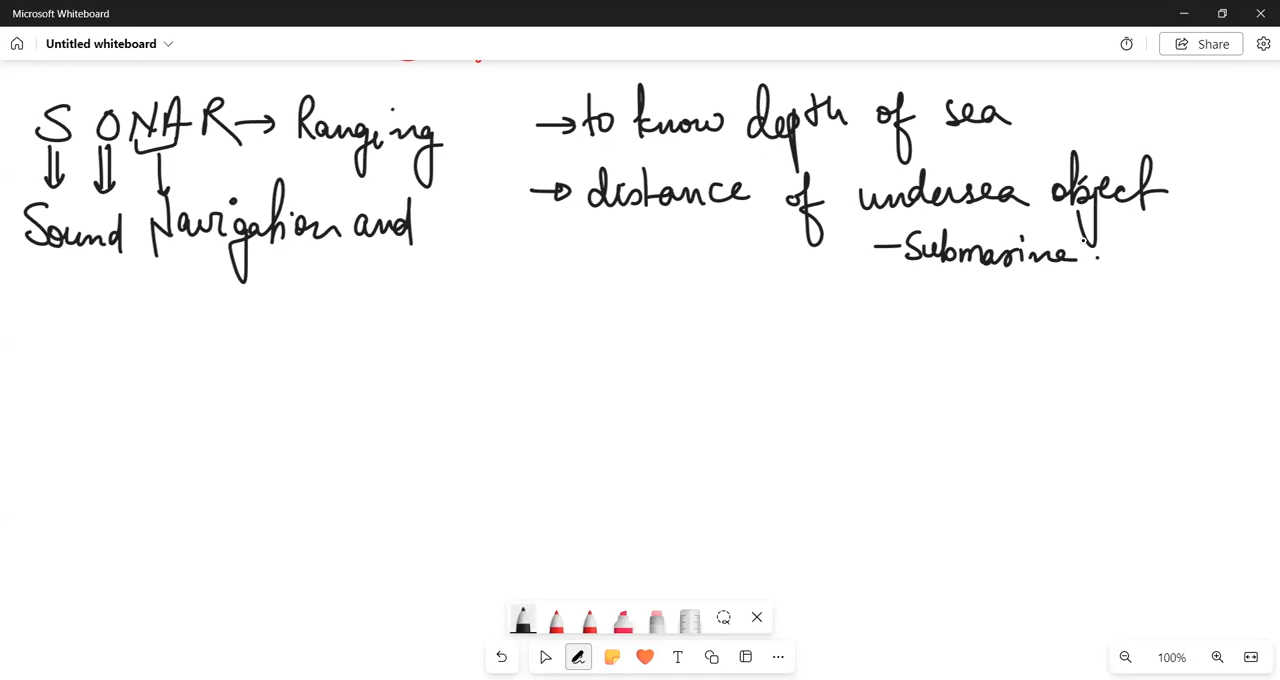 Microsoft Whiteboard
Untitled whiteboard
Share
SONAR → Ranging
Sound Navigation and
→ to know depth of sea
→ distance of undersea object
- Submarine.
100%